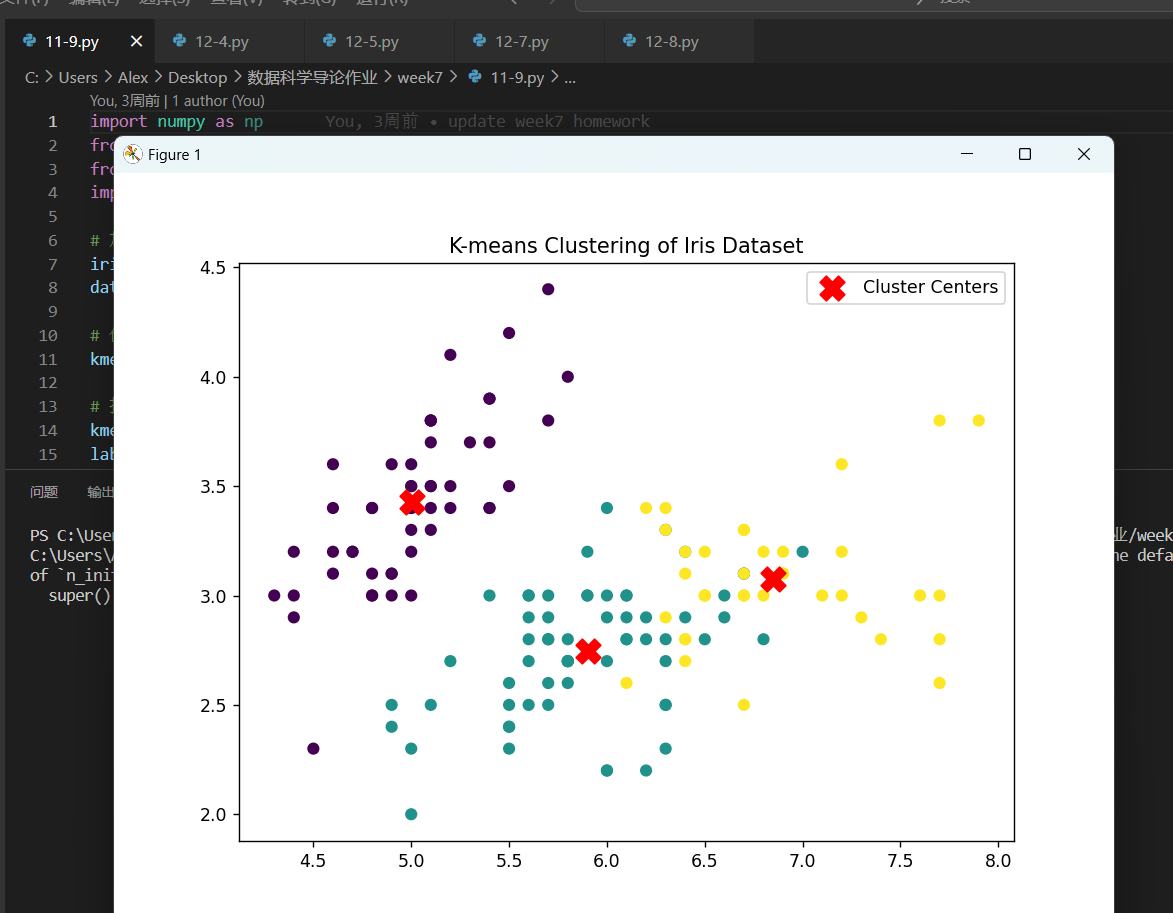 11-9.py 12-4.py 12-5.py 12-7.py 12-8.py
C: > Users > Alex > Desktop > 数据科学导论作业 > week7 > 11-9.py > ...
You, 3周前 | 1 author (You)
1 import numpy as np You, 3周前 • update week7 homework
2 fro
3 fro
4 imp
5
6 #
7 iri
8 dat
9
10 #
11 kme
12
13 #
14 kme
15 lab
Figure 1
K-means Clustering of Iris Dataset
Cluster Centers
4.5
4.0
3.5
3.0
2.5
2.0
4.5 5.0 5.5 6.0 6.5 7.0 7.5 8.0
问题 输出
PS C:\User 业/week
C:\Users\ he defa
of `n_init
super()